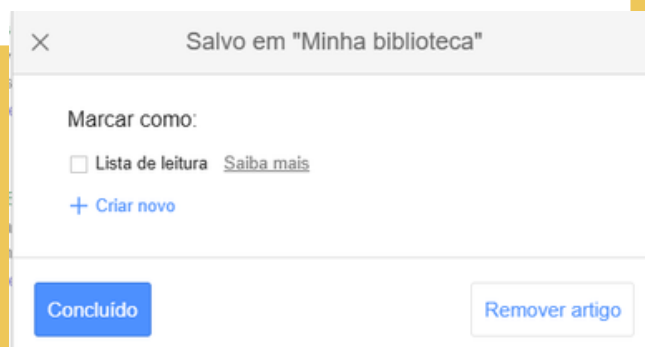 Salvo em "Minha biblioteca"
Marcar como:
Lista de leitura Saiba mais
+ Criar novo
Concluído Remover artigo